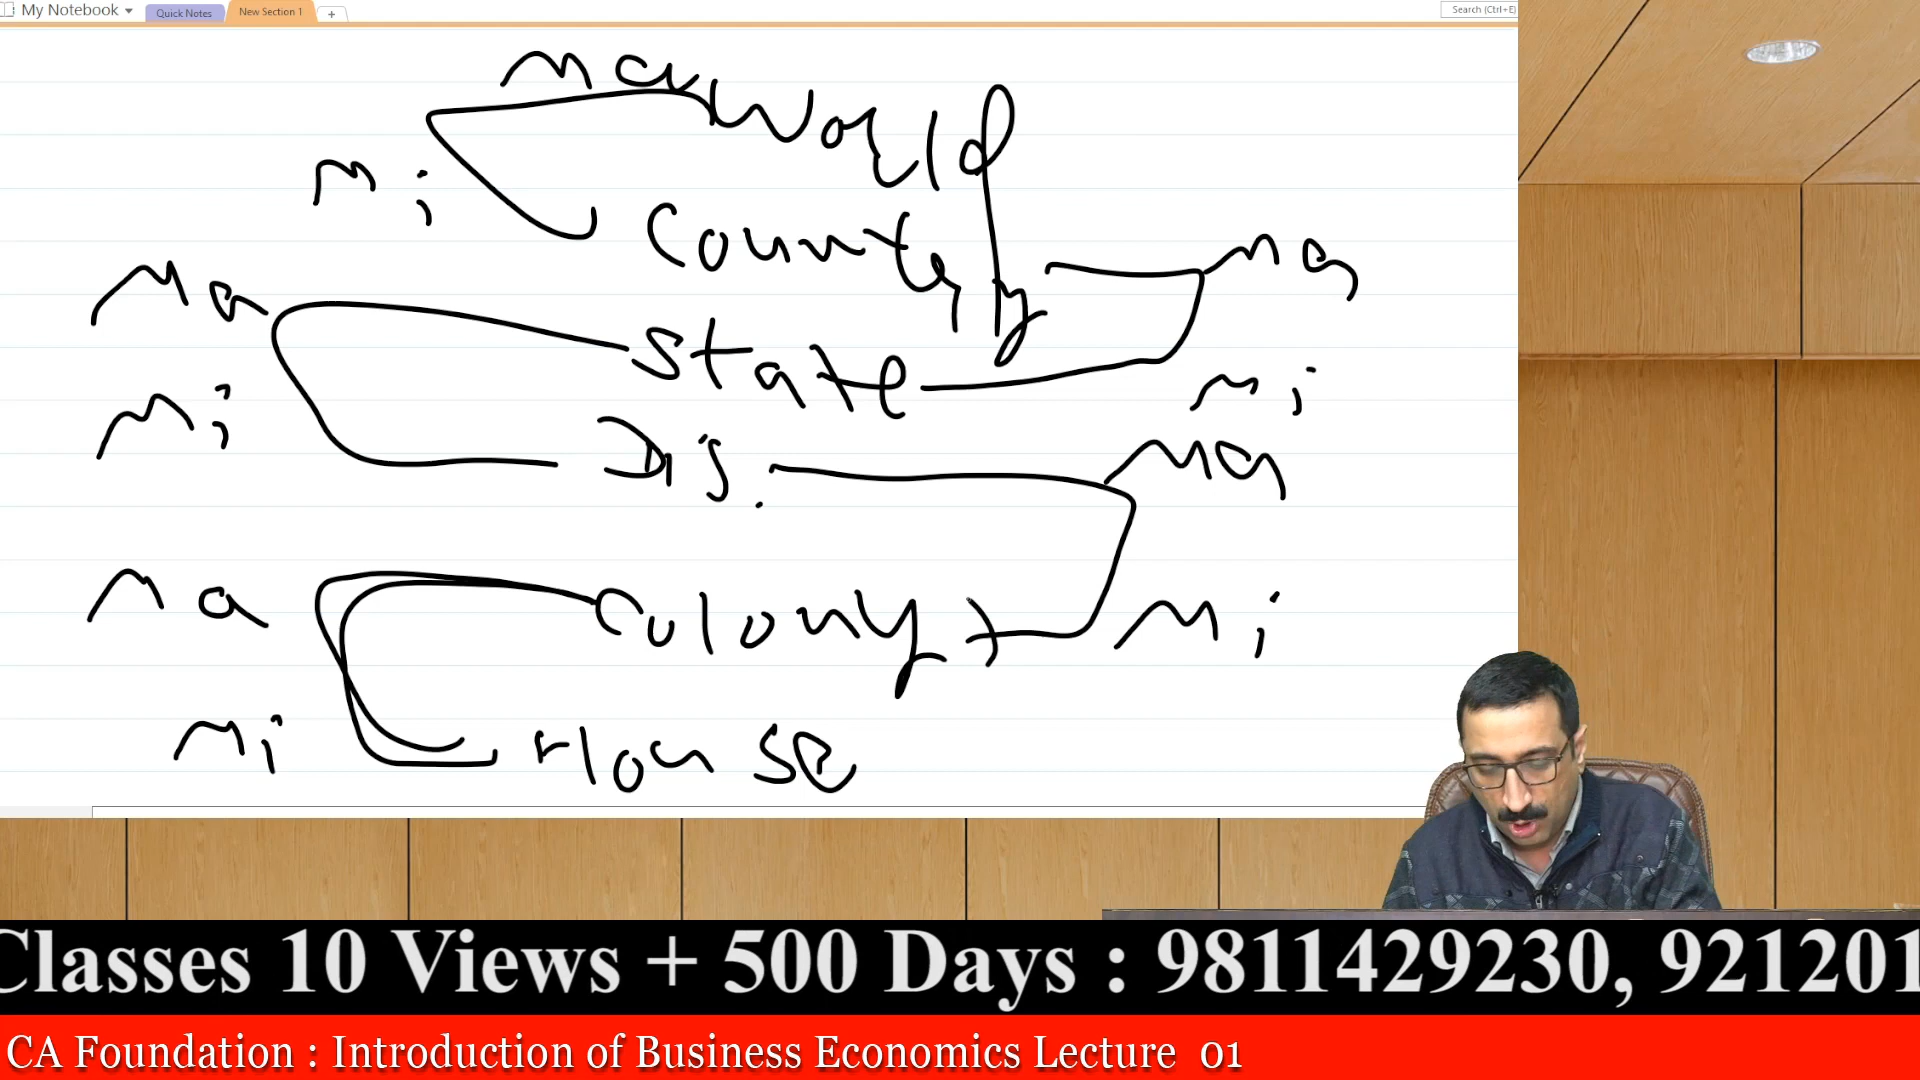 My Notebook Quick Notes New Section 1 + Search (Ctrl+E)
Ma World
Mi Country Ma
Ma State Mi
Mi Dis. Ma
Ma Colony Mi
Mi House
Classes 10 Views + 500 Days : 9811429230, 921201
CA Foundation : Introduction of Business Economics Lecture 01